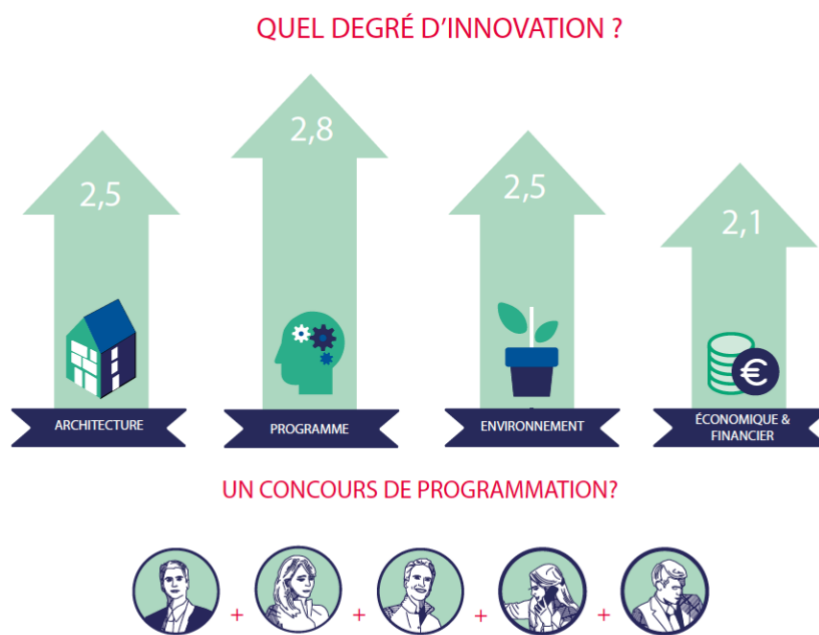 QUEL DEGRÉ D'INNOVATION ?
2,5
2,8
2,5
2,1
€
ARCHITECTURE
PROGRAMME
ENVIRONNEMENT
ÉCONOMIQUE &
FINANCIER
UN CONCOURS DE PROGRAMMATION?
+ + + +